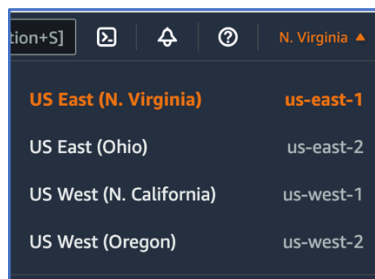 tion+S] N. Virginia ▲
US East (N. Virginia) us-east-1
US East (Ohio) us-east-2
US West (N. California) us-west-1
US West (Oregon) us-west-2